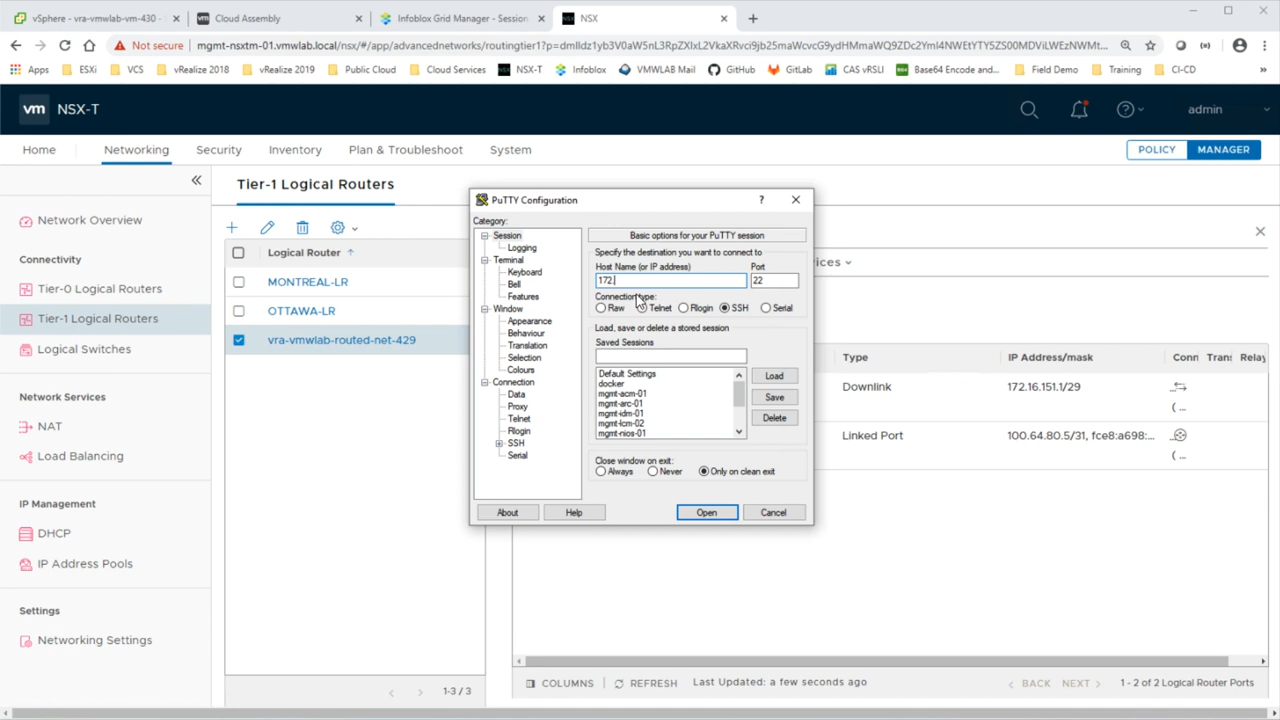 vSphere - vra-vmwlab-vm-430 -
Cloud Assembly
Infoblox Grid Manager - Session
NSX
Not secure
mgmt-nsxtm-01.vmwlab.local/nsx/#/app/advancednetworks/routingtier1?p=
Apps
ESXi
VCS
vRealize 2018
vRealize 2019
Public Cloud
Cloud Services
NSX-T
Infoblox
VMWLAB Mail
GitHub
GitLab
CAS vRSLI
Base64 Encode and...
Field Demo
Training
CI-CD
»
vm NSX-T
admin
Home
Networking
Security
Inventory
Plan & Troubleshoot
System
POLICY
MANAGER
Network Overview
Connectivity
Tier-0 Logical Routers
Tier-1 Logical Routers
Logical Switches
Network Services
NAT
Load Balancing
IP Management
DHCP
IP Address Pools
Settings
Networking Settings
Tier-1 Logical Routers
Logical Router
MONTREAL-LR
OTTAWA-LR
vra-vmwlab-routed-net-429
1-3 / 3
PuTTY Configuration
?
Category:
Session
Logging
Terminal
Keyboard
Bell
Features
Window
Appearance
Behaviour
Translation
Selection
Colours
Connection
Data
Proxy
Telnet
Rlogin
SSH
Serial
Basic options for your PuTTY session
Specify the destination you want to connect to
Host Name (or IP address)
Port
172.
22
Connection type:
Raw
Telnet
Rlogin
SSH
Serial
Load, save or delete a stored session
Saved Sessions
Default Settings
docker
mgmt-acm-01
mgmt-arc-01
mgmt-idm-01
mgmt-lcm-02
mgmt-nios-01
Load
Save
Delete
Close window on exit:
Always
Never
Only on clean exit
About
Help
Open
Cancel
ices
Type
IP Address/mask
Conn
Trans
Relay
Downlink
172.16.151.1/29
...
( ...
Linked Port
100.64.80.5/31, fce8:a698:...
...
( ...
COLUMNS
REFRESH
Last Updated: a few seconds ago
BACK
NEXT
1 - 2 of 2 Logical Router Ports